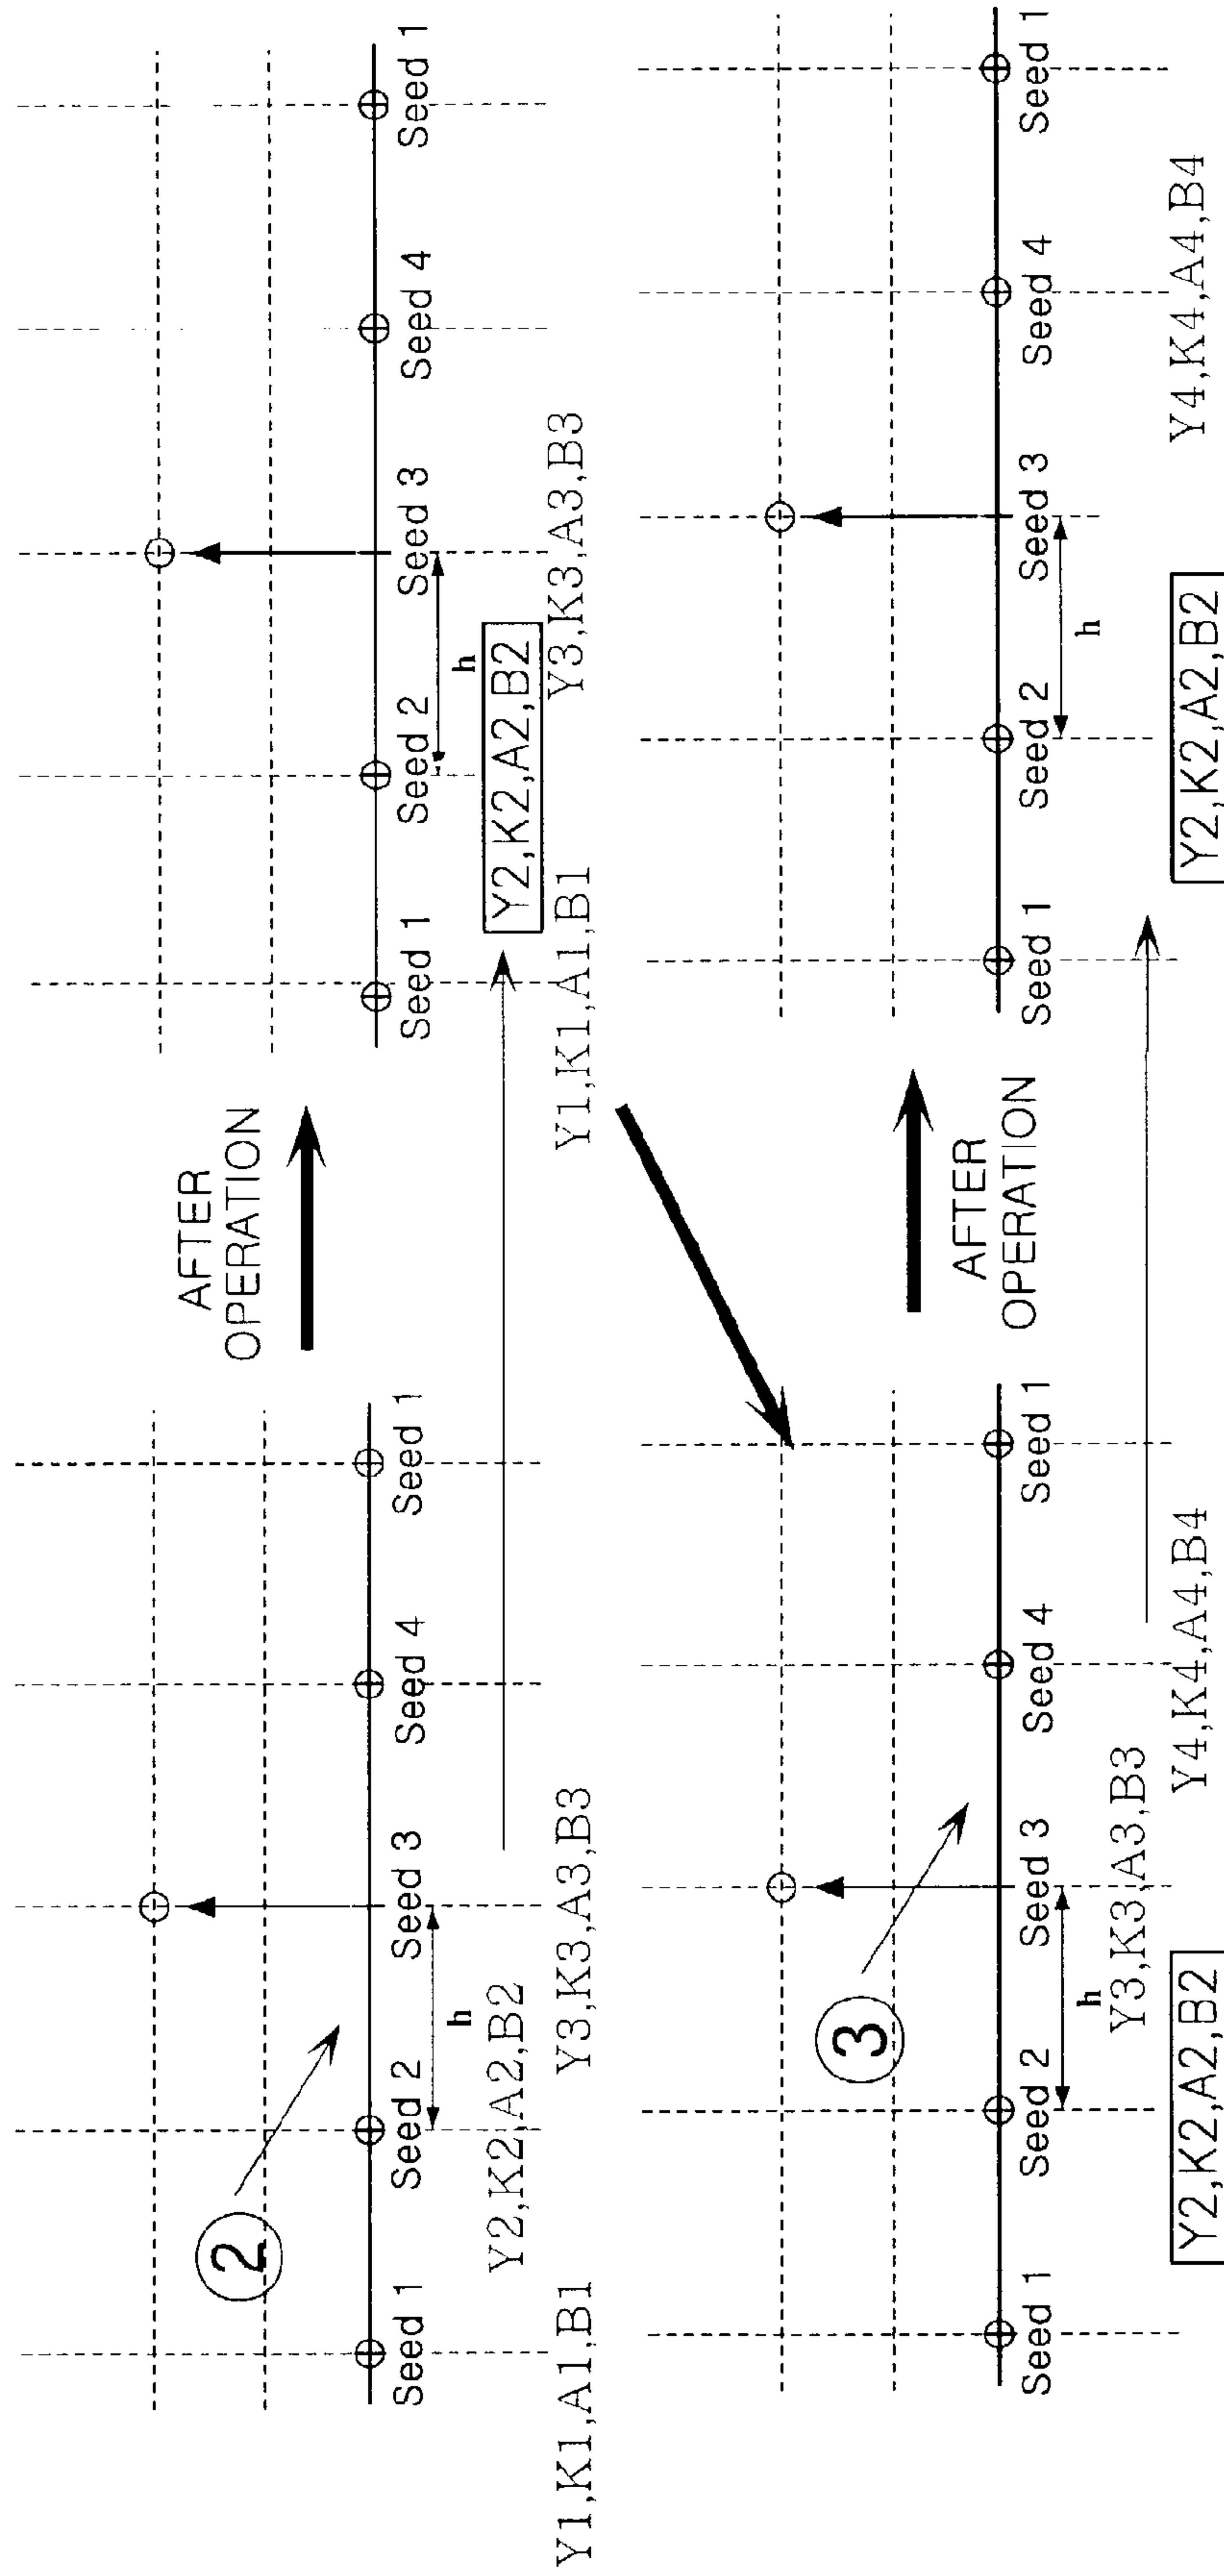 ②
Seed 1 Seed 2 Seed 3 Seed 4 Seed 1
h
Y2,K2,A2,B2
Y1,K1,A1,B1 Y3,K3,A3,B3
AFTER
OPERATION
Seed 1 Seed 2 Seed 3 Seed 4 Seed 1
h
Y2,K2,A2,B2
Y1,K1,A1,B1 Y3,K3,A3,B3
③
Seed 1 Seed 2 Seed 3 Seed 4 Seed 1
h
Y3,K3,A3,B3
Y2,K2,A2,B2 Y4,K4,A4,B4
AFTER
OPERATION
Seed 1 Seed 2 Seed 3 Seed 4 Seed 1
h
Y2,K2,A2,B2 Y4,K4,A4,B4